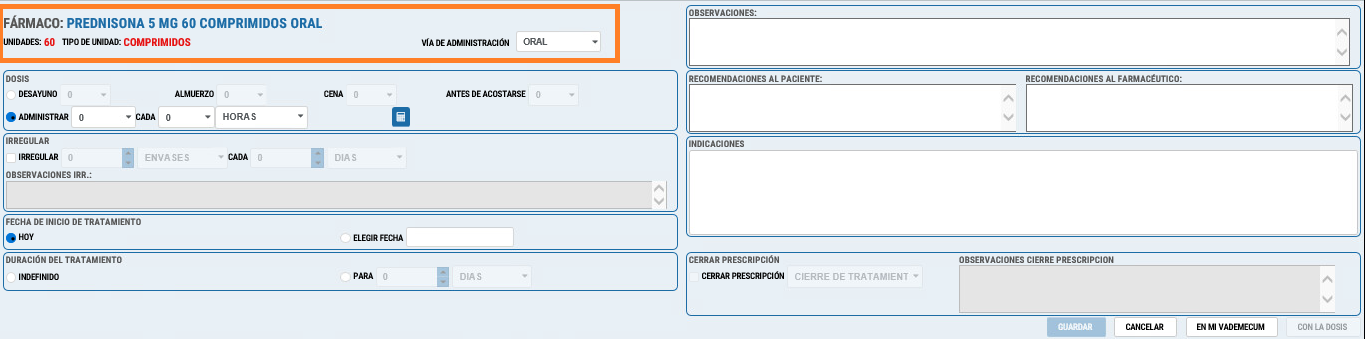 FÁRMACO: PREDNISONA 5 MG 60 COMPRIMIDOS ORAL
UNIDADES: 60 TIPO DE UNIDAD: COMPRIMIDOS
VÍA DE ADMINISTRACIÓN ORAL
DOSIS
DESAYUNO 0 ALMUERZO 0 CENA 0 ANTES DE ACOSTARSE 0
ADMINISTRAR 0 CADA 0 HORAS
IRREGULAR
IRREGULAR 0 ENVASES CADA 0 DIAS
OBSERVACIONES IRR.:
FECHA DE INICIO DE TRATAMIENTO
HOY ELEGIR FECHA
DURACIÓN DEL TRATAMIENTO
INDEFINIDO PARA 0 DIAS
OBSERVACIONES:
RECOMENDACIONES AL PACIENTE: RECOMENDACIONES AL FARMACÉUTICO:
INDICACIONES
CERRAR PRESCRIPCIÓN OBSERVACIONES CIERRE PRESCRIPCION
CERRAR PRESCRIPCIÓN CIERRE DE TRATAMIENT
GUARDAR CANCELAR EN MI VADEMECUM CON LA DOSIS